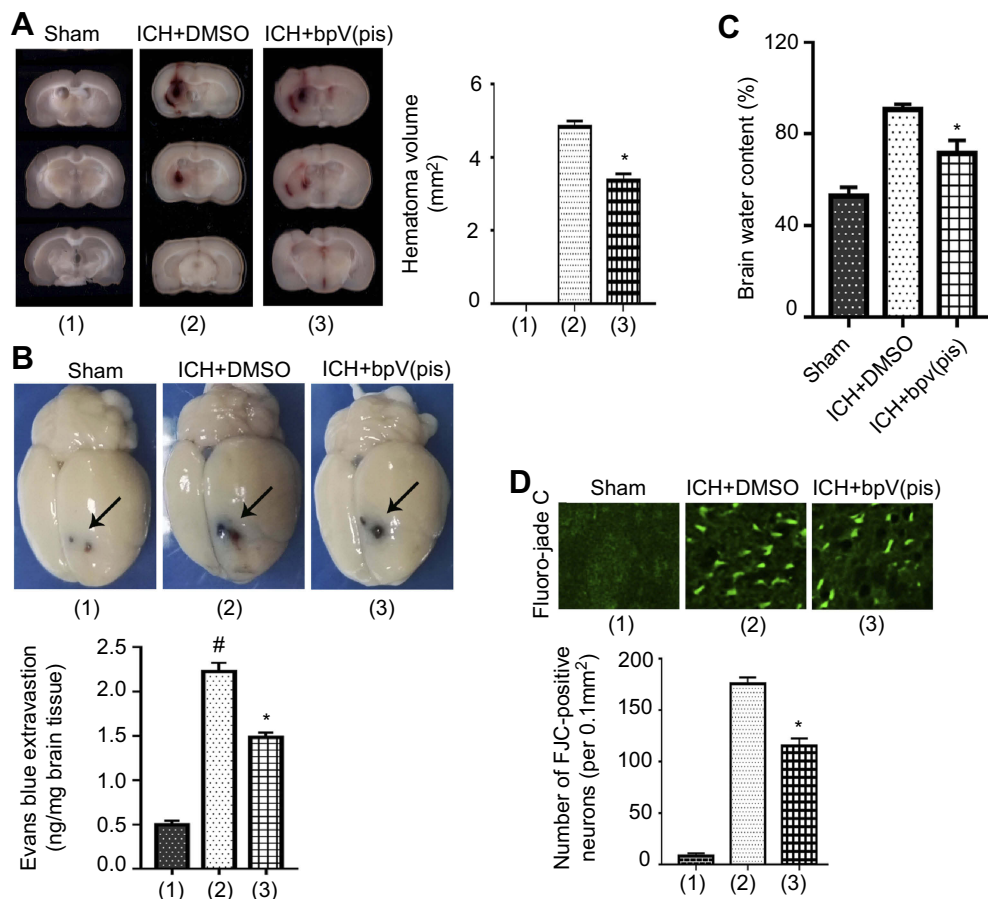 A
Sham
ICH+DMSO
ICH+bpV(pis)
(1)
(2)
(3)
Hematoma volume
(mm²)
6
4
2
0
*
(1)
(2)
(3)
C
Brain water content (%)
120
80
40
0
*
Sham
ICH+DMSO
ICH+bpv(pis)
B
Sham
ICH+DMSO
ICH+bpV(pis)
(1)
(2)
(3)
Evans blue extravastion
(ng/mg brain tissue)
2.5
2.0
1.5
1.0
0.5
0.0
#
*
(1)
(2)
(3)
D
Sham
ICH+DMSO
ICH+bpV(pis)
Fluoro-jade C
(1)
(2)
(3)
Number of FJC-positive
neurons (per 0.1mm²)
200
150
100
50
0
*
(1)
(2)
(3)